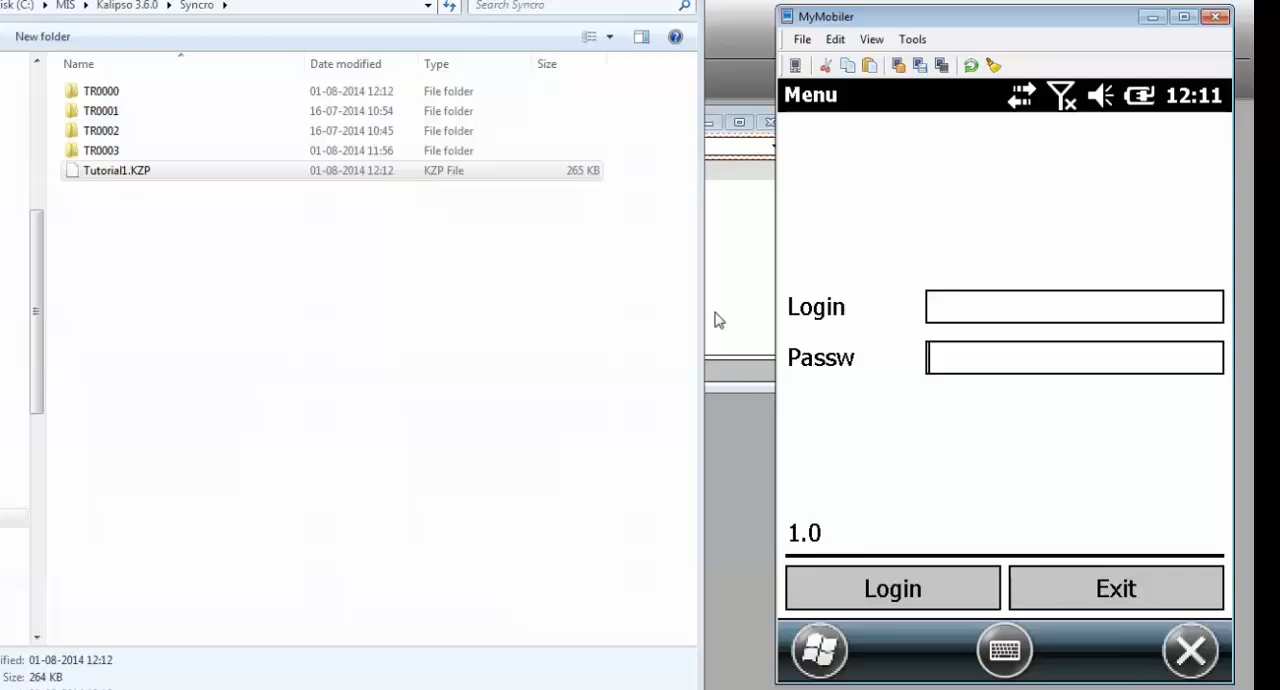 isk (C:) MIS Kalipso 3.6.0 Syncro
Search Syncro
New folder
Name Date modified Type Size
TR0000 01-08-2014 12:12 File folder
TR0001 16-07-2014 10:54 File folder
TR0002 16-07-2014 10:45 File folder
TR0003 01-08-2014 11:56 File folder
Tutorial1.KZP 01-08-2014 12:12 KZP File 265 KB
ified: 01-08-2014 12:12
Size: 264 KB
MyMobiler
File Edit View Tools
Menu 12:11
Login
Passw
1.0
Login Exit